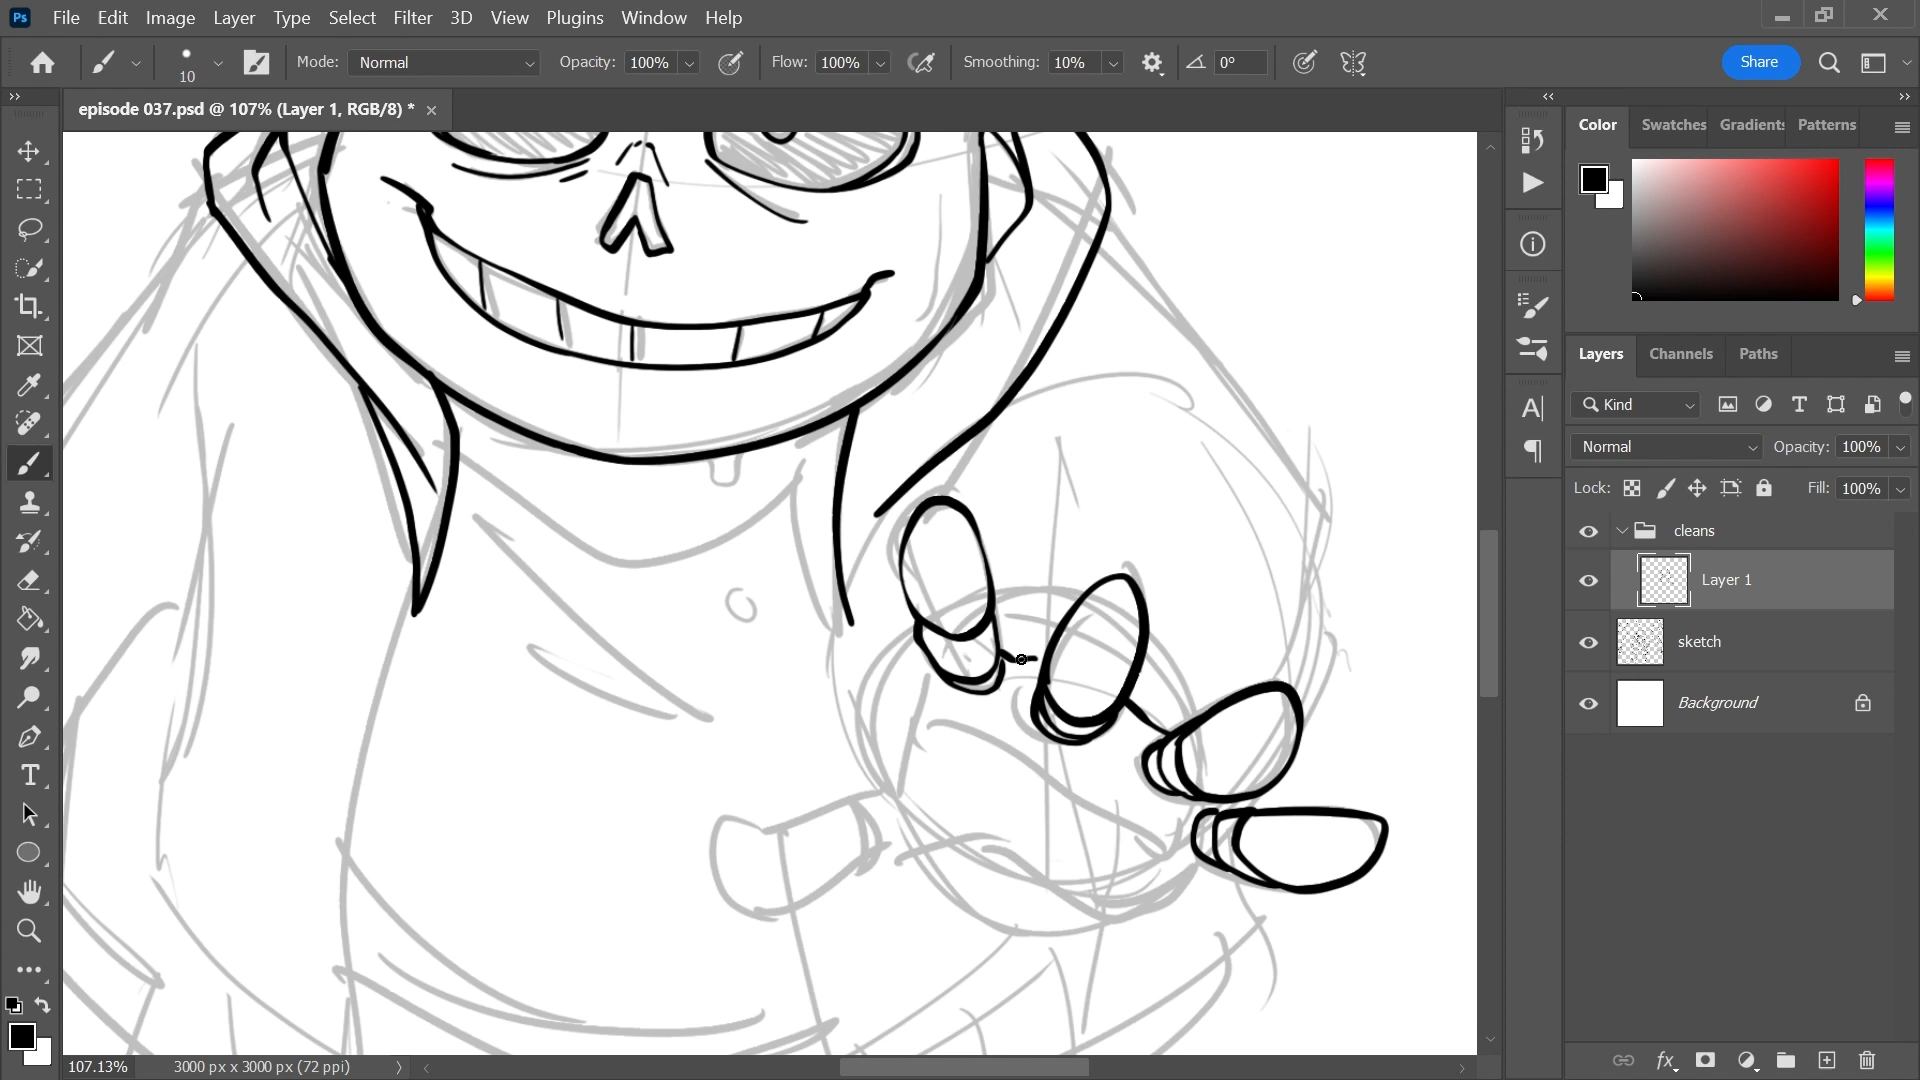 Ps File Edit Image Layer Type Select Filter 3D View Plugins Window Help
10 Mode: Normal Opacity: 100% Flow: 100% Smoothing: 10% 0° Share
episode 037.psd @ 107% (Layer 1, RGB/8) *
Color Swatches Gradients Patterns
Layers Channels Paths
Kind
Normal Opacity: 100%
Lock: Fill: 100%
cleans
Layer 1
sketch
Background
107.13% 3000 px x 3000 px (72 ppi)